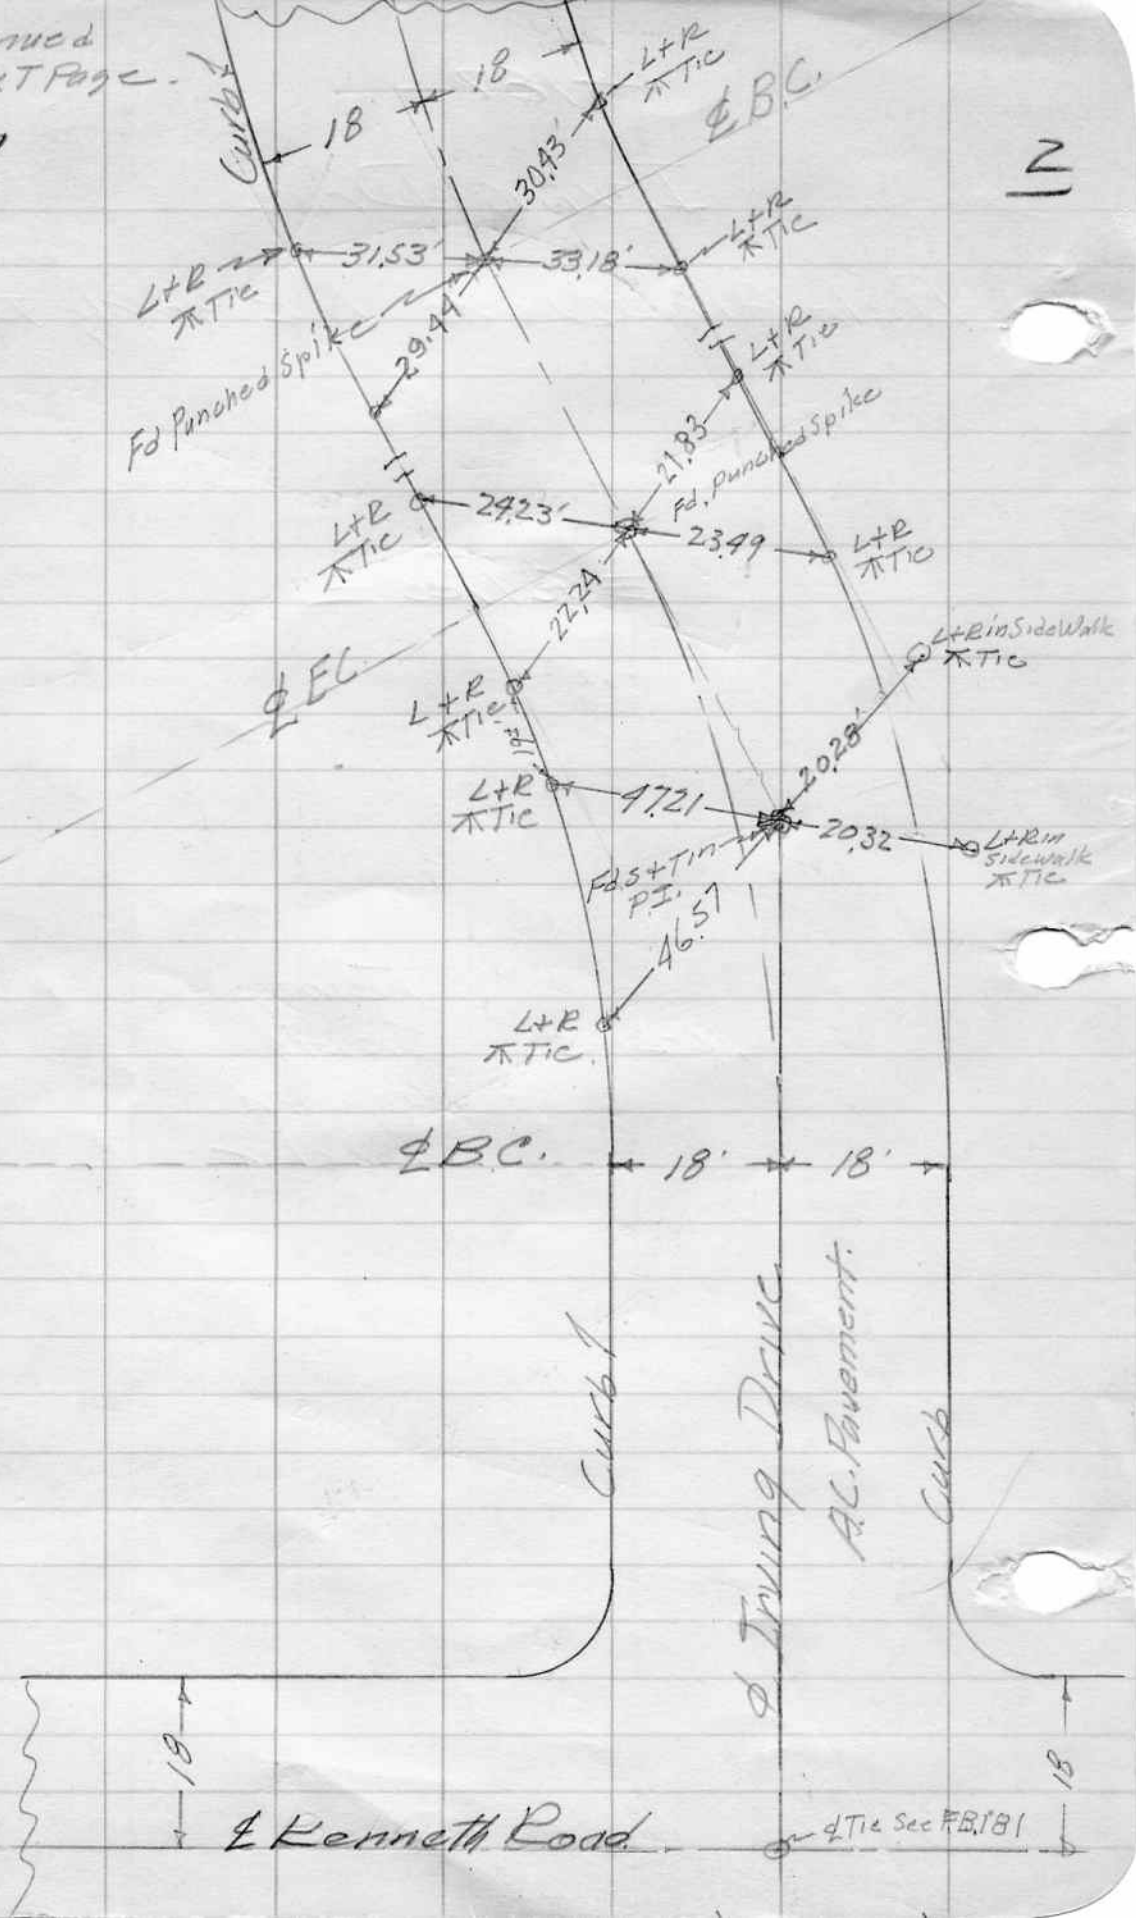 nued
T Page.
2
Curb
18
18
L+R
⊼ Tie
℄ B.C.
30.43'
L+R
⊼ Tie
31.53'
33.18'
L+R
⊼ Tie
Fd Punched Spike
29.44
L+R
⊼ Tie
21.83
Fd. Punched Spike
L+R
⊼ Tie
24.23'
23.49
L+R
⊼ Tie
22.24
℄ E.C.
L+R
⊼ Tie
L+R in SideWalk
⊼ Tie
20.28'
L+R
⊼ Tie
47.21
20.32
L+R in
sidewalk
⊼ Tie
Fd. S+T in
P.I.
46.57
L+R
⊼ Tie.
℄ B.C.
18'
18'
Curb
℄ Irving Drive
A.C. Pavement.
Curb
18
18
℄ Kenneth Road
℄ Tie See F.B.181